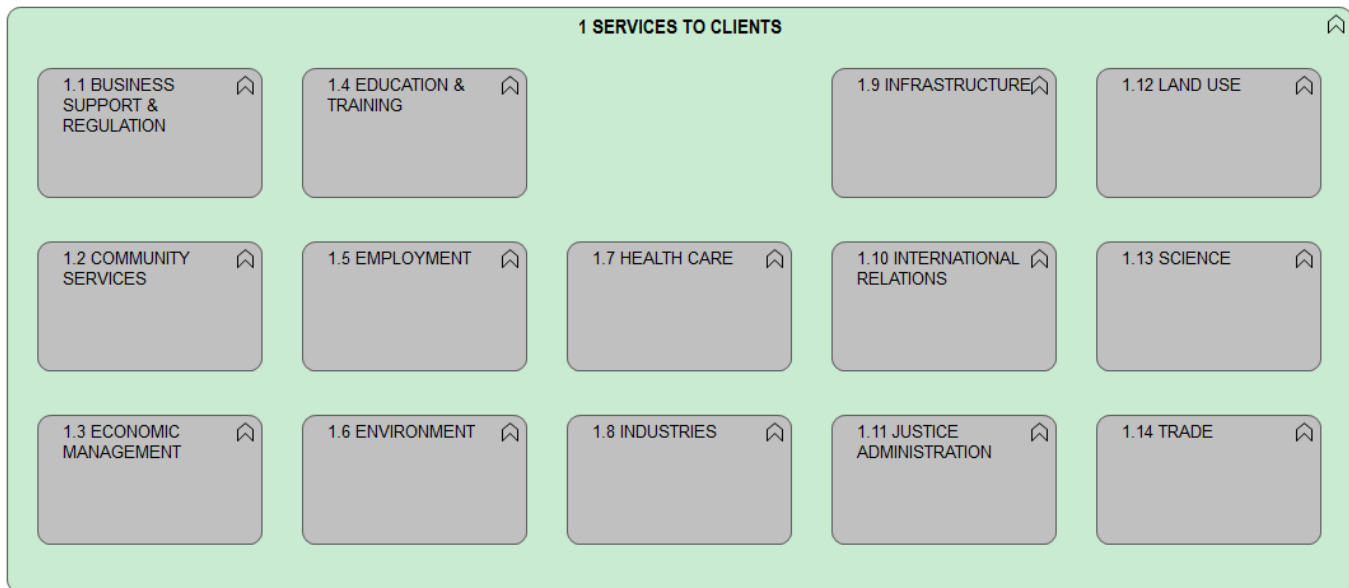 1 SERVICES TO CLIENTS
1.1 BUSINESS
SUPPORT &
REGULATION
1.4 EDUCATION &
TRAINING
1.9 INFRASTRUCTURE
1.12 LAND USE
1.2 COMMUNITY
SERVICES
1.5 EMPLOYMENT
1.7 HEALTH CARE
1.10 INTERNATIONAL
RELATIONS
1.13 SCIENCE
1.3 ECONOMIC
MANAGEMENT
1.6 ENVIRONMENT
1.8 INDUSTRIES
1.11 JUSTICE
ADMINISTRATION
1.14 TRADE